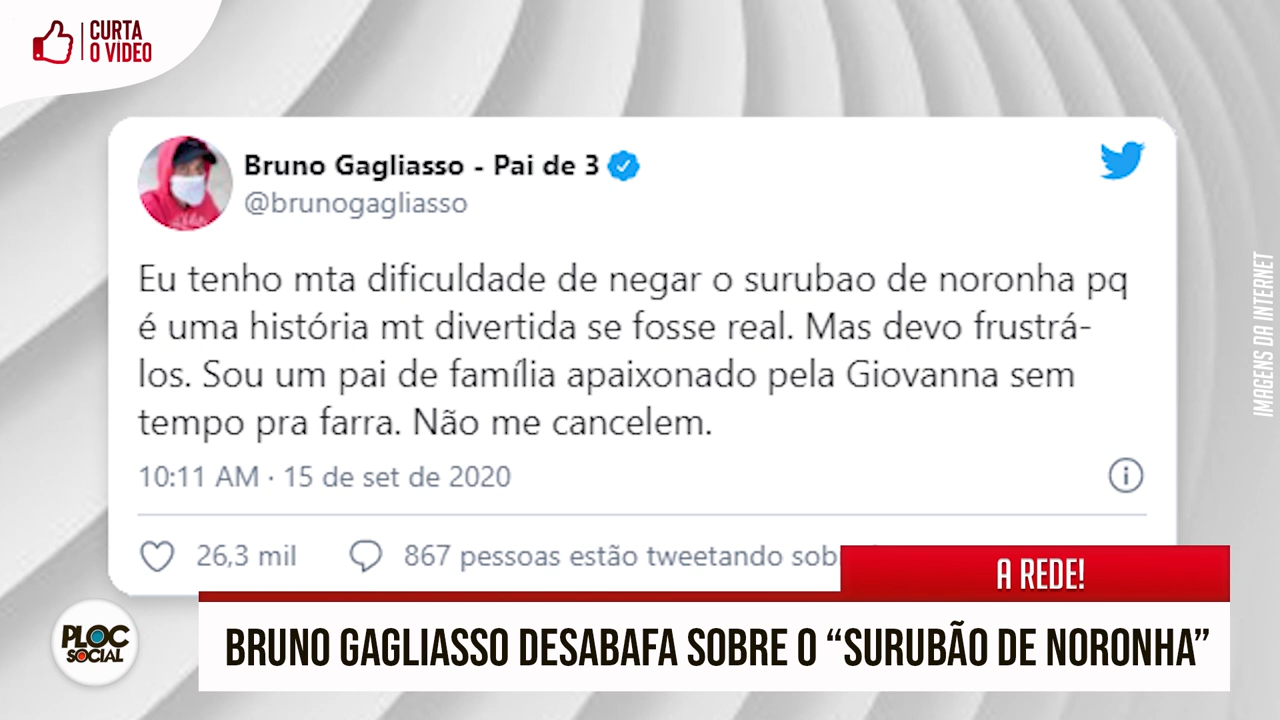 CURTA
O VIDEO
Bruno Gagliasso - Pai de 3
@brunogagliasso
Eu tenho mta dificuldade de negar o surubao de noronha pq
é uma história mt divertida se fosse real. Mas devo frustrá-
los. Sou um pai de família apaixonado pela Giovanna sem
tempo pra farra. Não me cancelem.
10:11 AM · 15 de set de 2020
26,3 mil
867 pessoas estão tweetando
IMAGENS DA INTERNET
A REDE!
PLOC
SOCIAL
BRUNO GAGLIASSO DESABAFA SOBRE O “SURUBÃO DE NORONHA”